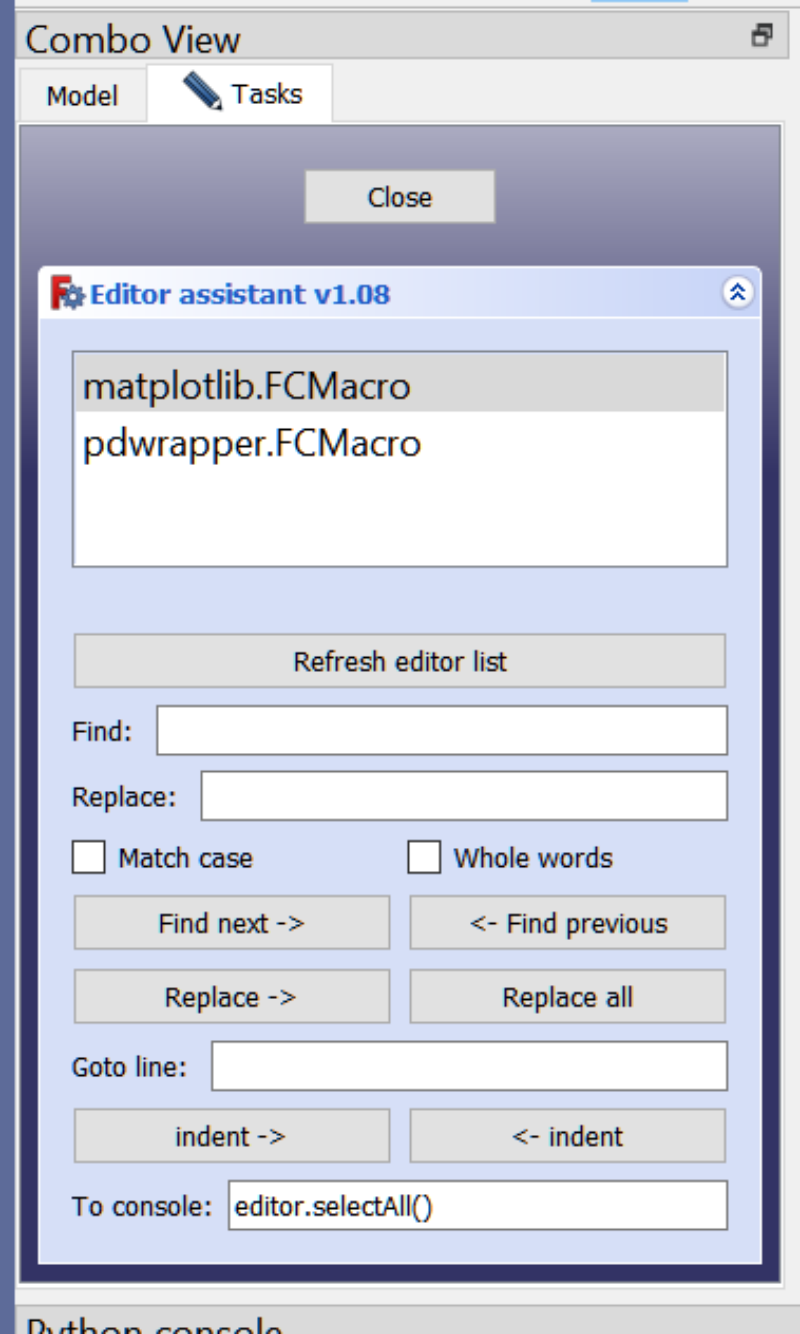 Combo View
Model Tasks
Close
Editor assistant v1.08
matplotlib.FCMacro
pdwrapper.FCMacro
Refresh editor list
Find:
Replace:
Match case Whole words
Find next -> <- Find previous
Replace -> Replace all
Goto line:
indent -> <- indent
To console: editor.selectAll()
Python console